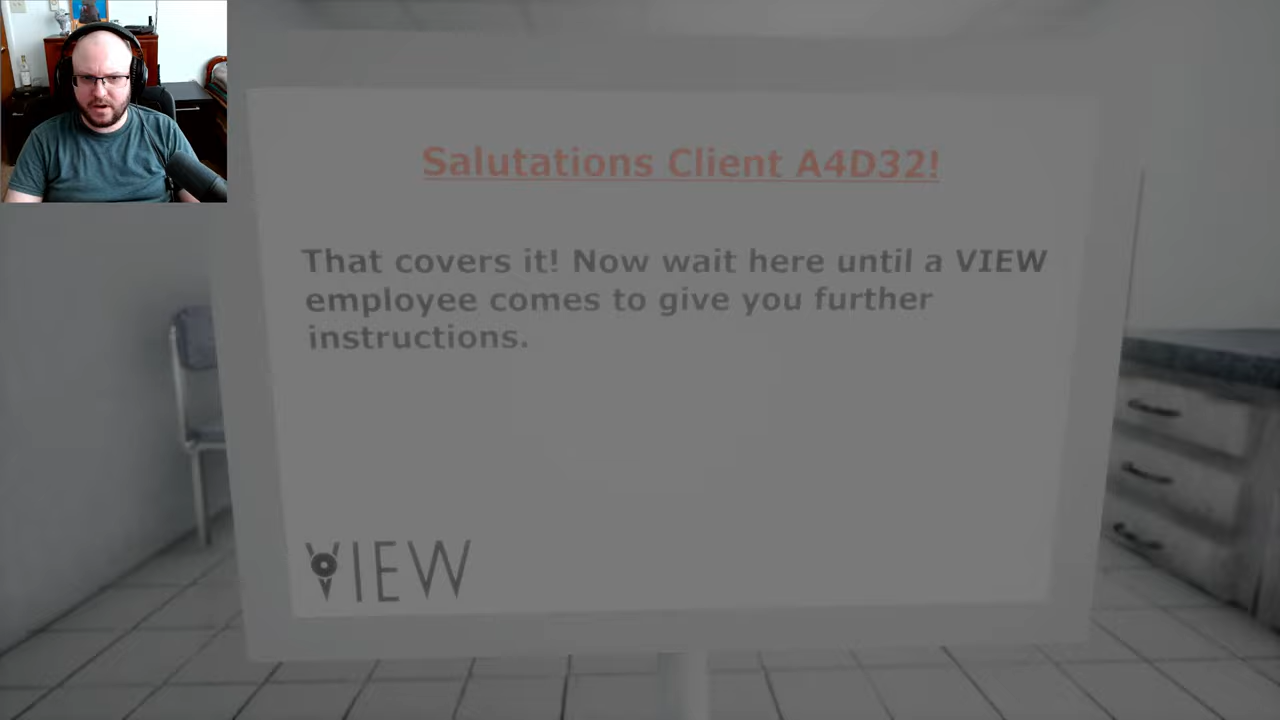 Salutations Client A4D32!
That covers it! Now wait here until a VIEW
employee comes to give you further
instructions.
VIEW